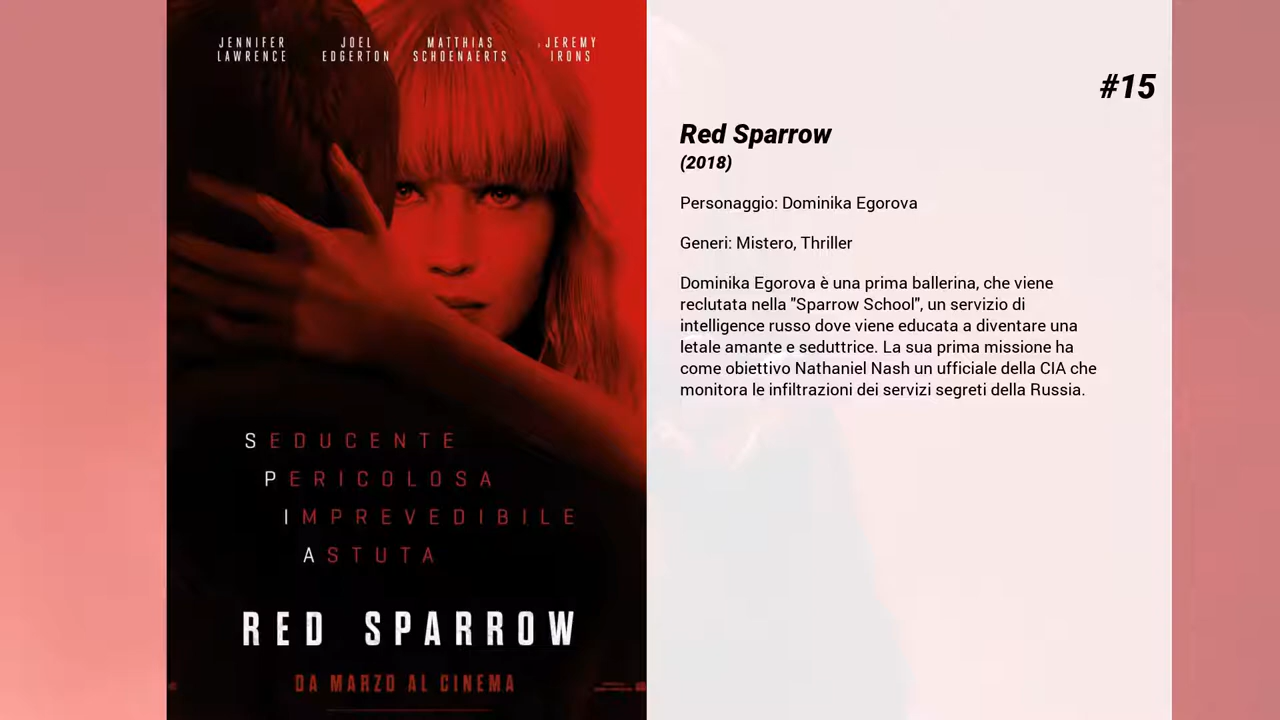 JENNIFER LAWRENCE
JOEL EDGERTON
MATTHIAS SCHOENAERTS
JEREMY IRONS
SEDUCENTE
PERICOLOSA
IMPREVEDIBILE
ASTUTA
RED SPARROW
DA MARZO AL CINEMA
#15
Red Sparrow
(2018)
Personaggio: Dominika Egorova
Generi: Mistero, Thriller
Dominika Egorova è una prima ballerina, che viene
reclutata nella "Sparrow School", un servizio di
intelligence russo dove viene educata a diventare una
letale amante e seduttrice. La sua prima missione ha
come obiettivo Nathaniel Nash un ufficiale della CIA che
monitora le infiltrazioni dei servizi segreti della Russia.